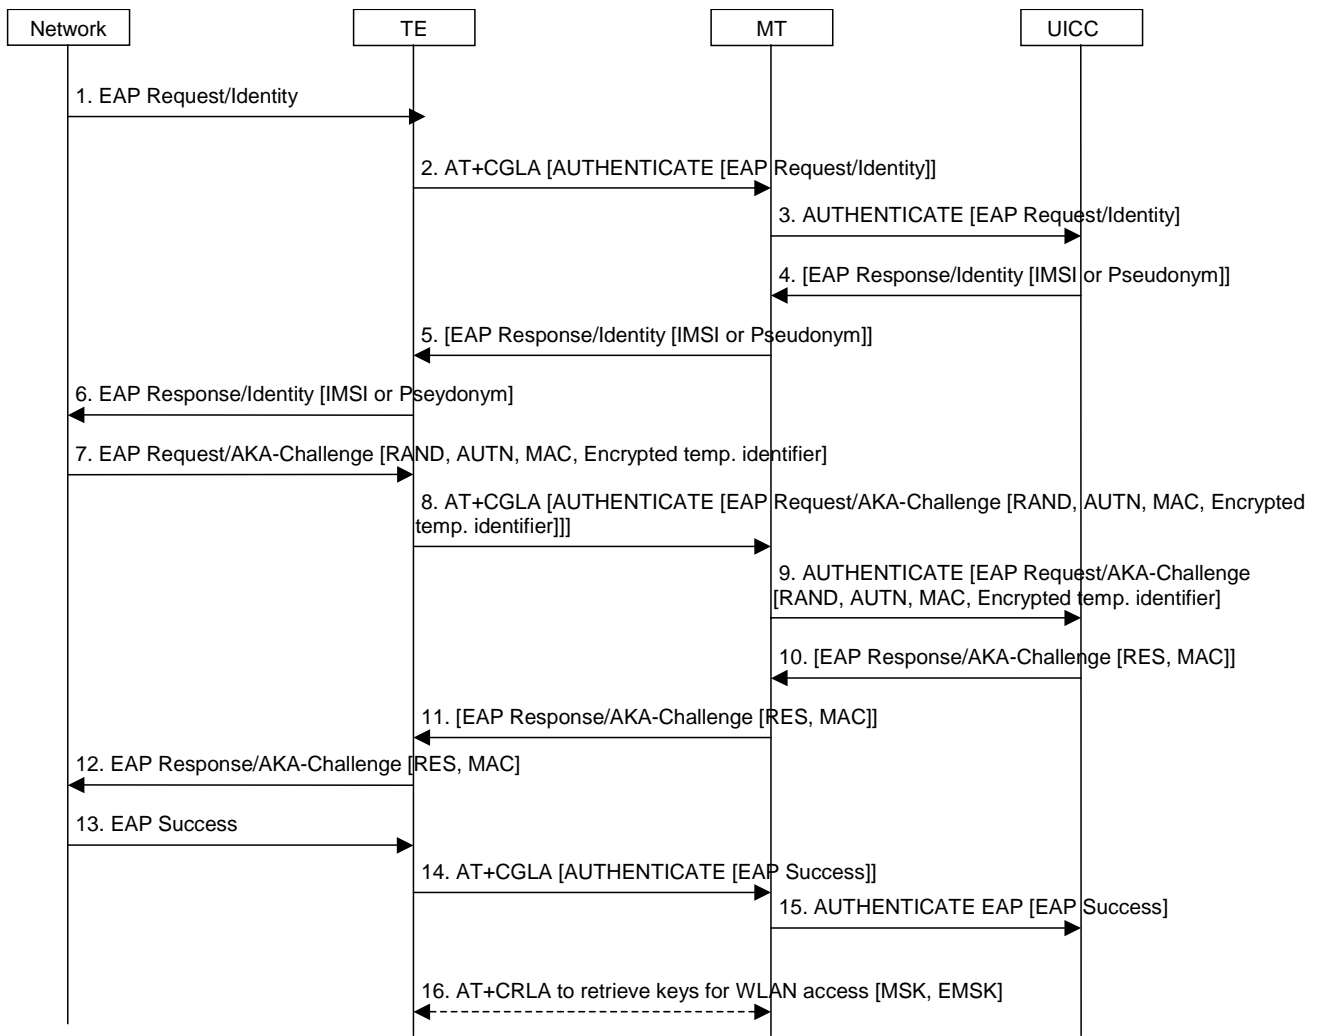 Network
TE
MT
UICC
1. EAP Request/Identity
2. AT+CGLA [AUTHENTICATE [EAP Request/Identity]]
3. AUTHENTICATE [EAP Request/Identity]
4. [EAP Response/Identity [IMSI or Pseudonym]]
5. [EAP Response/Identity [IMSI or Pseudonym]]
6. EAP Response/Identity [IMSI or Pseydonym]
7. EAP Request/AKA-Challenge [RAND, AUTN, MAC, Encrypted temp. identifier]
8. AT+CGLA [AUTHENTICATE [EAP Request/AKA-Challenge [RAND, AUTN, MAC, Encrypted
temp. identifier]]]
9. AUTHENTICATE [EAP Request/AKA-Challenge
[RAND, AUTN, MAC, Encrypted temp. identifier]
10. [EAP Response/AKA-Challenge [RES, MAC]]
11. [EAP Response/AKA-Challenge [RES, MAC]]
12. EAP Response/AKA-Challenge [RES, MAC]
13. EAP Success
14. AT+CGLA [AUTHENTICATE [EAP Success]]
15. AUTHENTICATE EAP [EAP Success]
16. AT+CRLA to retrieve keys for WLAN access [MSK, EMSK]